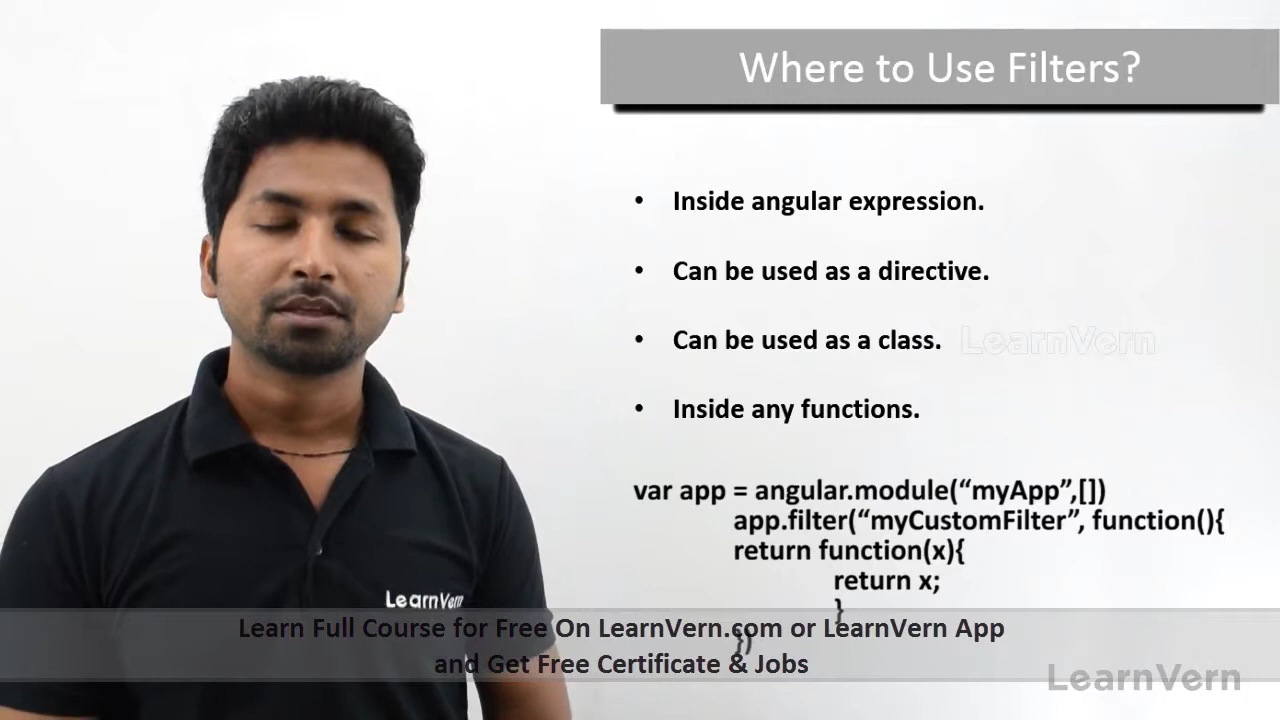 Where to Use Filters?
• Inside angular expression.
• Can be used as a directive.
• Can be used as a class.
LearnVern
• Inside any functions.
var app = angular.module(“myApp”,[])
app.filter(“myCustomFilter”, function(){
return function(x){
return x;
}
})
LearnVern
Learn Full Course for Free On LearnVern.com or LearnVern App
and Get Free Certificate & Jobs
LearnVern